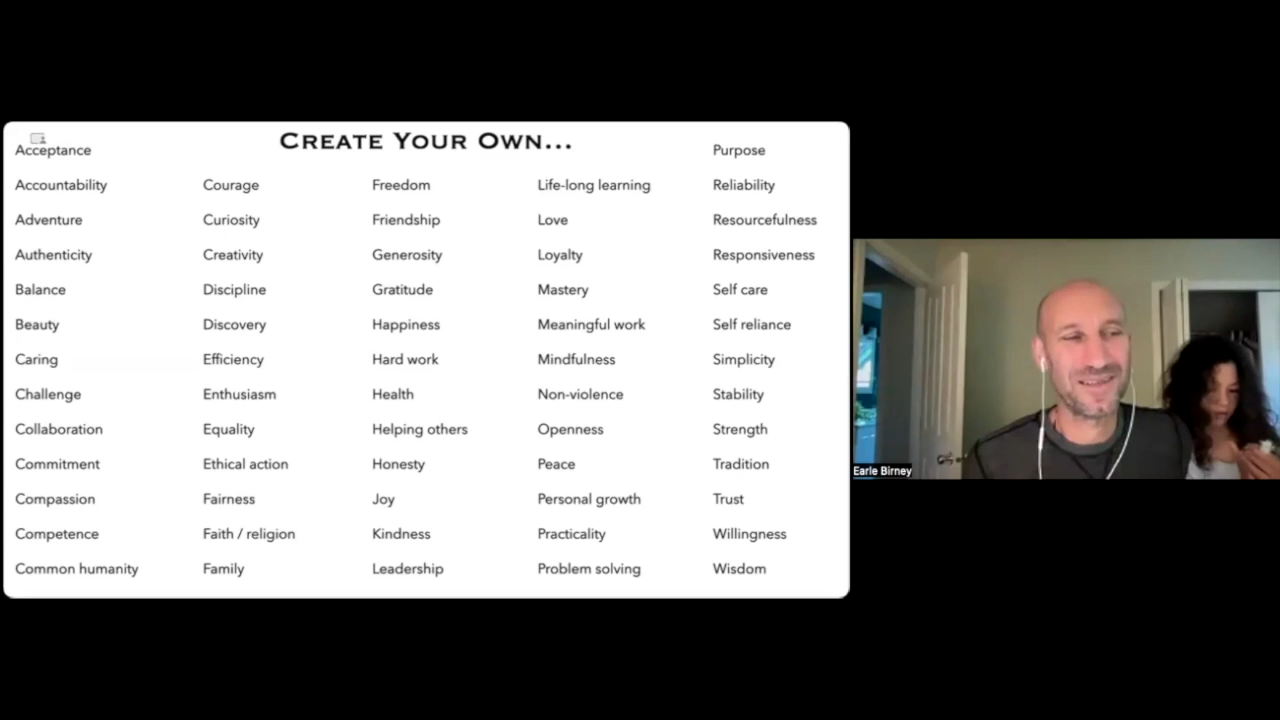 Create Your Own...
Acceptance
Accountability
Adventure
Authenticity
Balance
Beauty
Caring
Challenge
Collaboration
Commitment
Compassion
Competence
Common humanity
Courage
Curiosity
Creativity
Discipline
Discovery
Efficiency
Enthusiasm
Equality
Ethical action
Fairness
Faith / religion
Family
Freedom
Friendship
Generosity
Gratitude
Happiness
Hard work
Health
Helping others
Honesty
Joy
Kindness
Leadership
Life-long learning
Love
Loyalty
Mastery
Meaningful work
Mindfulness
Non-violence
Openness
Peace
Personal growth
Practicality
Problem solving
Purpose
Reliability
Resourcefulness
Responsiveness
Self care
Self reliance
Simplicity
Stability
Strength
Tradition
Trust
Willingness
Wisdom
Earle Birney